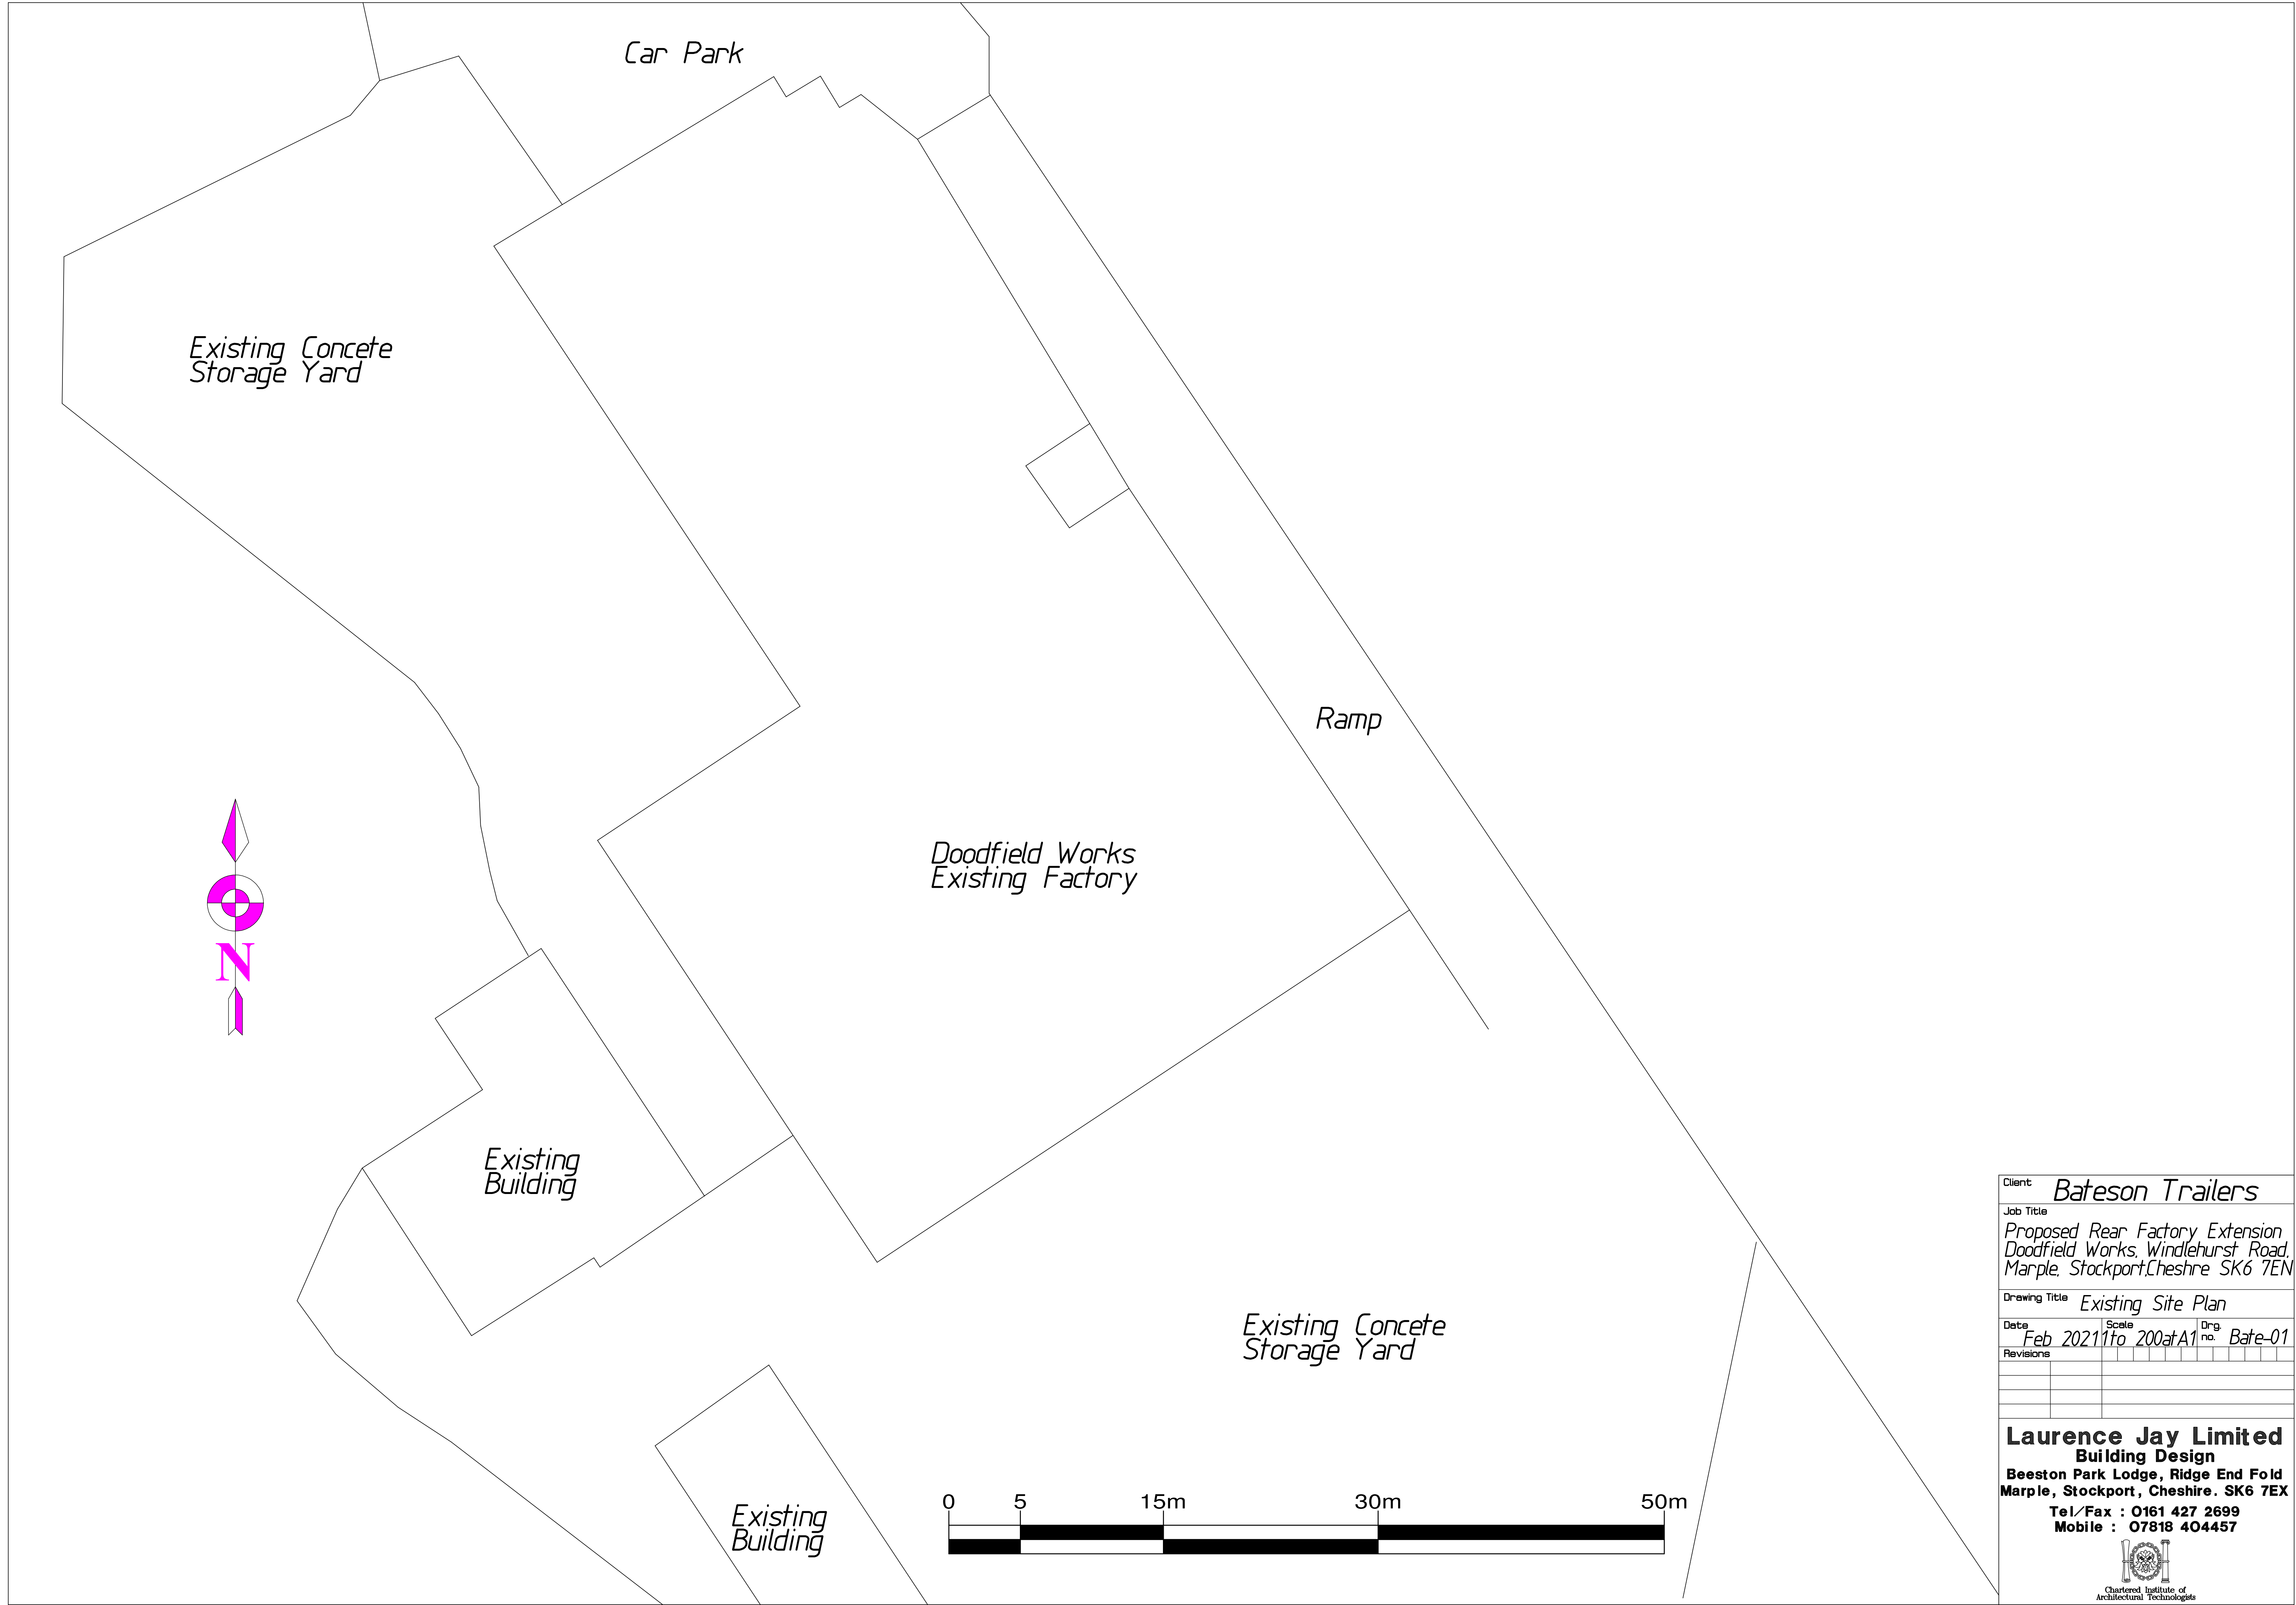 Car Park
Existing Concete
Storage Yard
Ramp
Doodfield Works
Existing Factory
N
Existing
Building
Existing Concete
Storage Yard
Existing
Building
0 5 15m 30m 50m
Client Bateson Trailers
Job Title
Proposed Rear Factory Extension
Doodfield Works, Windlehurst Road,
Marple, Stockport,Cheshre SK6 7EN
Drawing Title Existing Site Plan
Date Feb 2021 Scale 1to 200atA1 Drg. no. Bate-01
Revisions
Laurence Jay Limited
Building Design
Beeston Park Lodge, Ridge End Fold
Marple, Stockport, Cheshire. SK6 7EX
Tel/Fax : 0161 427 2699
Mobile : 07818 404457
Chartered Institute of
Architectural Technologists